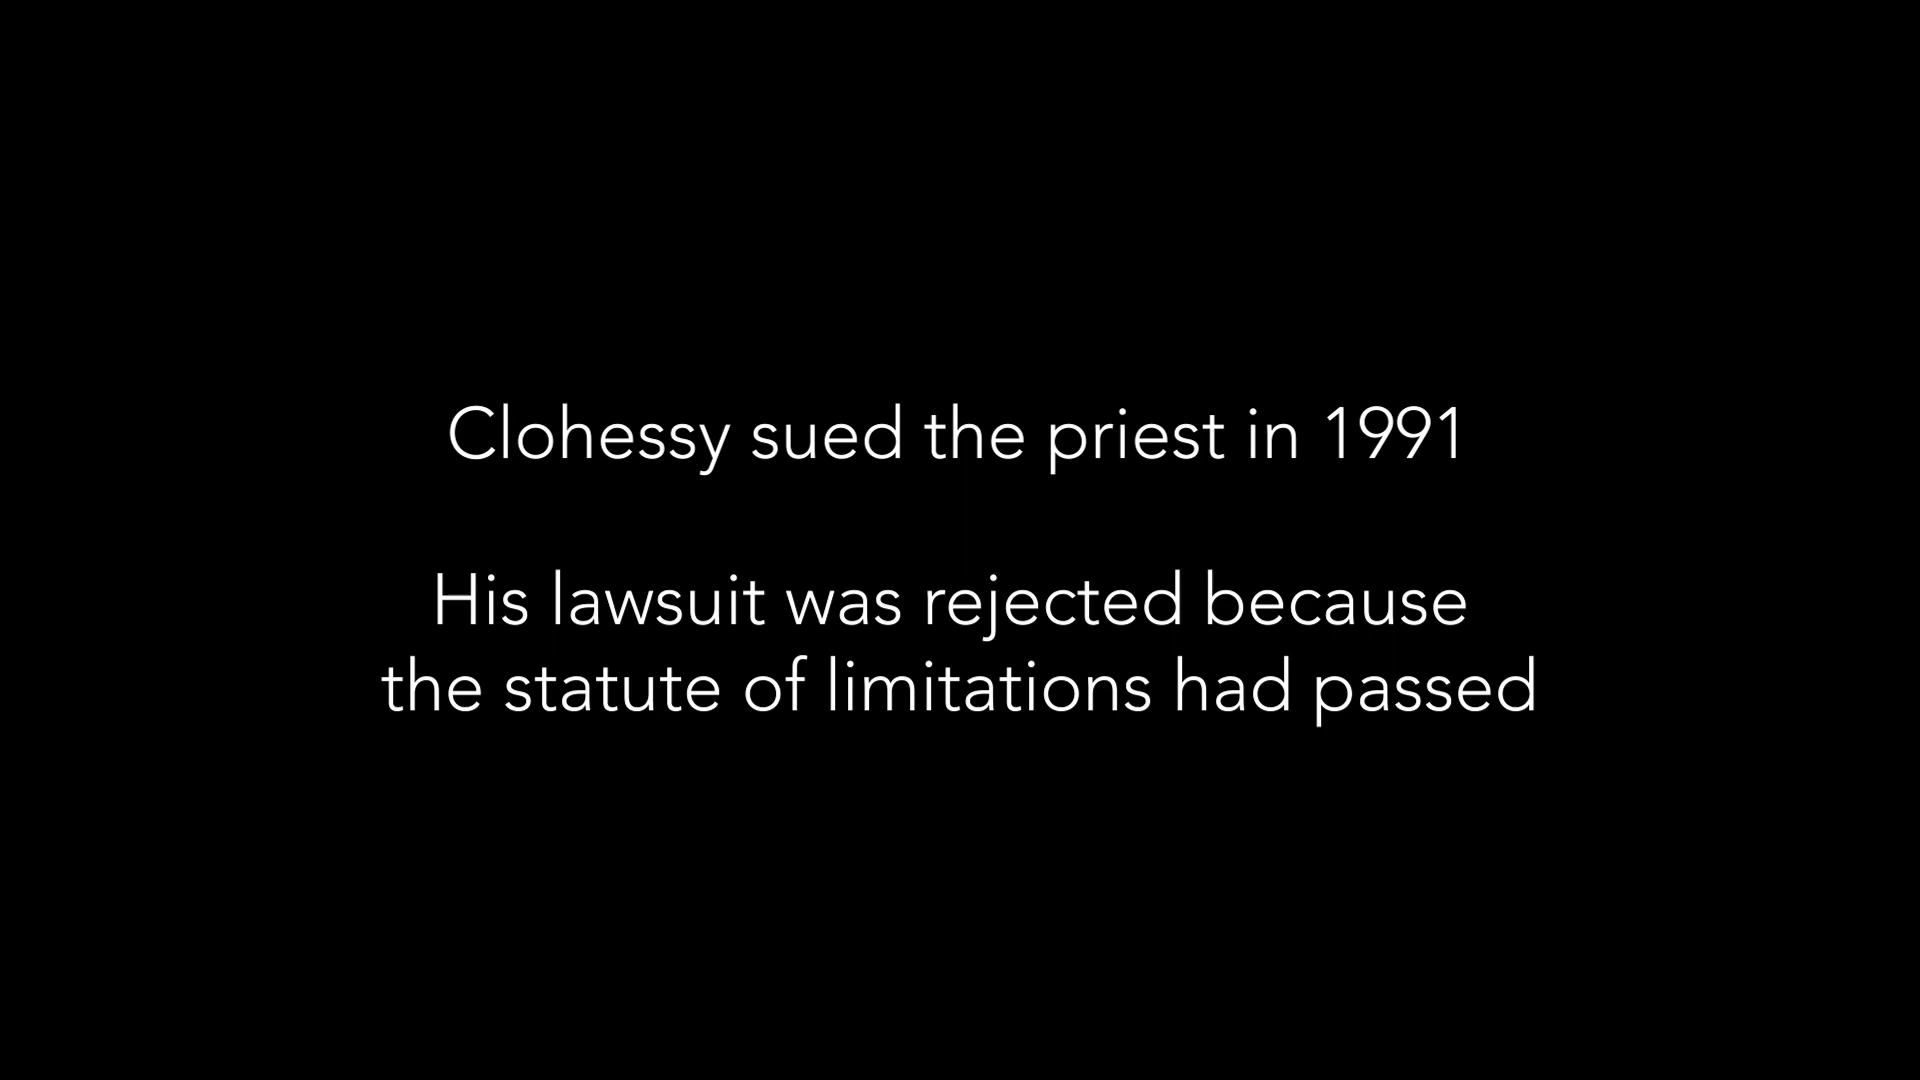 Clohessy sued the priest in 1991
His lawsuit was rejected because
the statute of limitations had passed